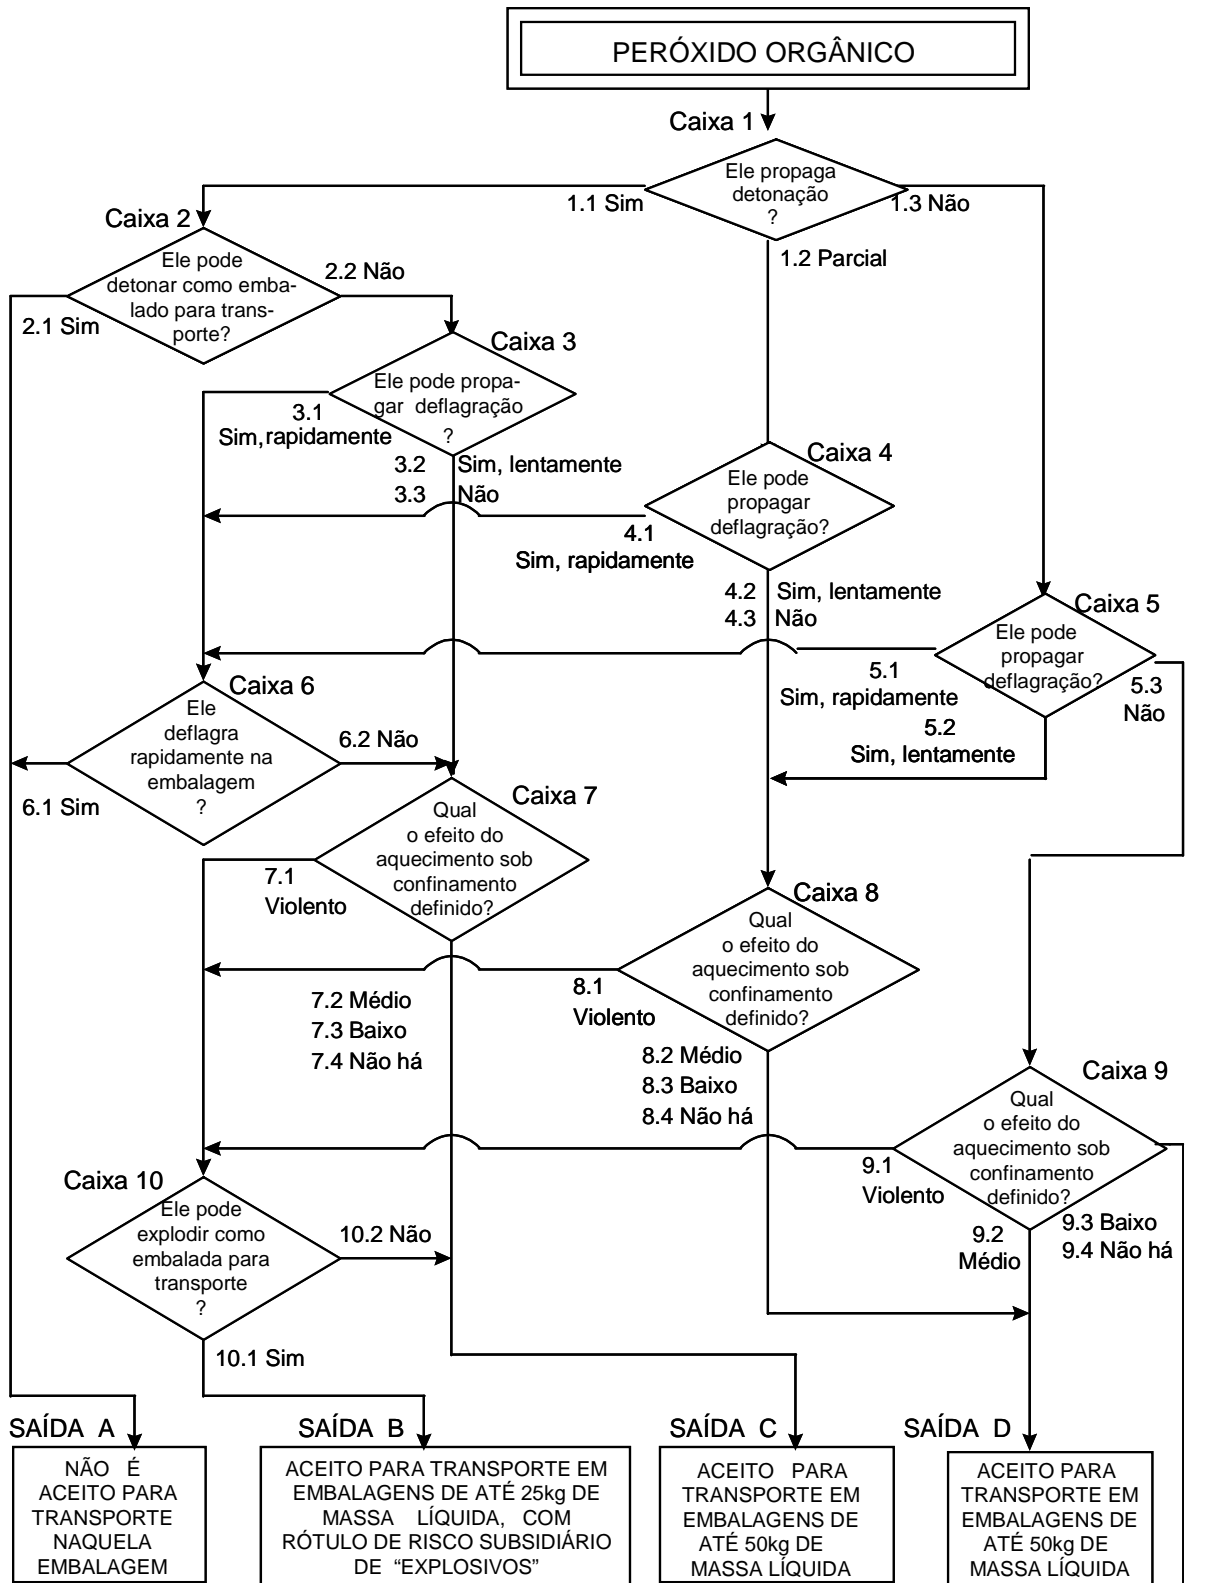 PERÓXIDO ORGÂNICO
Caixa 1
Ele propaga
detonação
?
1.1 Sim
1.3 Não
1.2 Parcial
Caixa 2
Ele pode
detonar como emba-
lado para trans-
porte?
2.2 Não
2.1 Sim
Caixa 3
Ele pode propa-
gar deflagração
?
3.1
Sim, rapidamente
3.2 Sim, lentamente
3.3 Não
Caixa 4
Ele pode
propagar
deflagração?
4.1
Sim, rapidamente
4.2 Sim, lentamente
4.3 Não
Caixa 5
Ele pode
propagar
deflagração?
5.1
Sim, rapidamente
5.2
Sim, lentamente
5.3
Não
Caixa 6
Ele
deflagra
rapidamente na
embalagem
?
6.2 Não
6.1 Sim
Caixa 7
Qual
o efeito do
aquecimento sob
confinamento
definido?
7.1
Violento
7.2 Médio
7.3 Baixo
7.4 Não há
Caixa 8
Qual
o efeito do
aquecimento sob
confinamento
definido?
8.1
Violento
8.2 Médio
8.3 Baixo
8.4 Não há
Caixa 9
Qual
o efeito do
aquecimento sob
confinamento
definido?
9.1
Violento
9.2
Médio
9.3 Baixo
9.4 Não há
Caixa 10
Ele pode
explodir como
embalada para
transporte
?
10.2 Não
10.1 Sim
SAÍDA A
NÃO É
ACEITO PARA
TRANSPORTE
NAQUELA
EMBALAGEM
SAÍDA B
ACEITO PARA TRANSPORTE EM
EMBALAGENS DE ATÉ 25kg DE
MASSA LÍQUIDA, COM
RÓTULO DE RISCO SUBSIDIÁRIO
DE “EXPLOSIVOS”
SAÍDA C
ACEITO PARA
TRANSPORTE EM
EMBALAGENS DE
ATÉ 50kg DE
MASSA LÍQUIDA
SAÍDA D
ACEITO PARA
TRANSPORTE EM
EMBALAGENS DE
ATÉ 50kg DE
MASSA LÍQUIDA